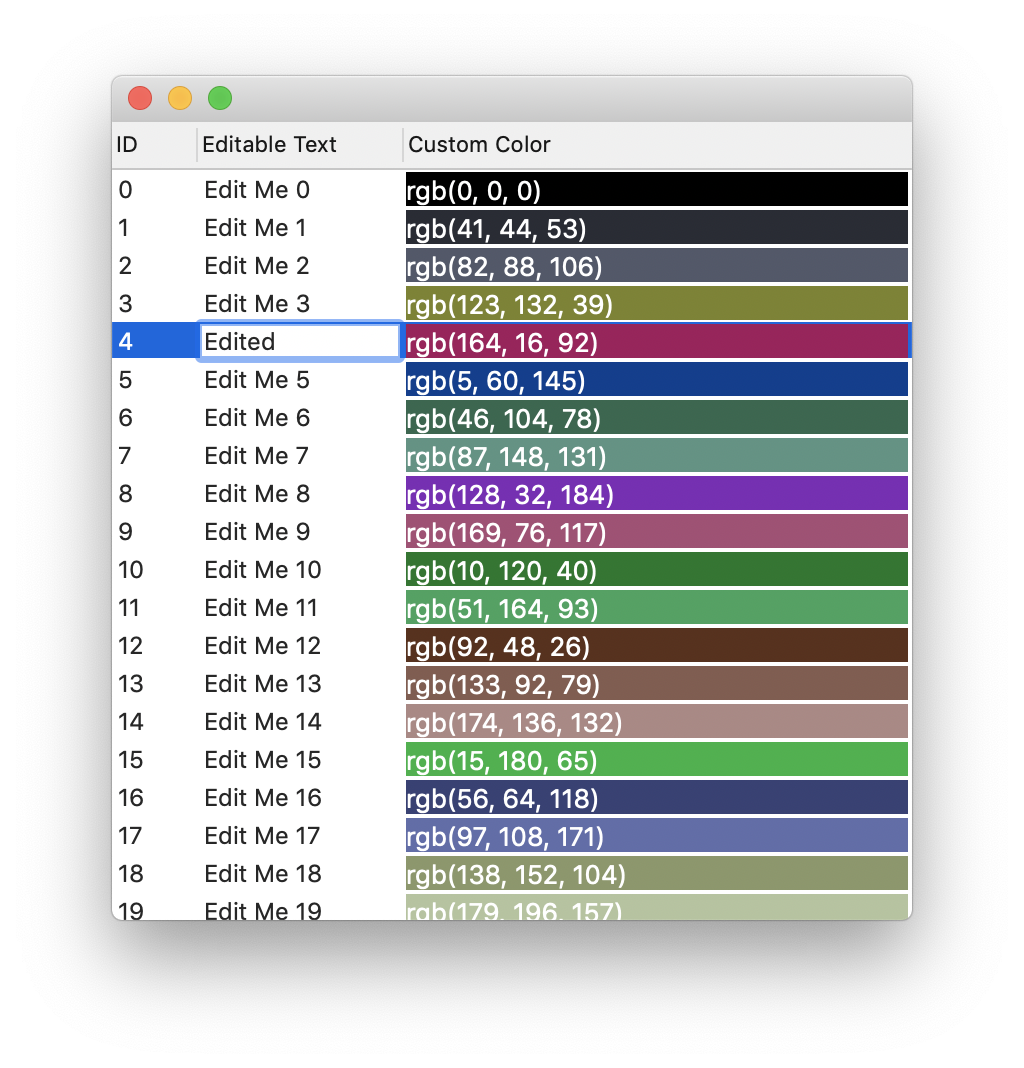 ID Editable Text Custom Color
0 Edit Me 0 rgb(0, 0, 0)
1 Edit Me 1 rgb(41, 44, 53)
2 Edit Me 2 rgb(82, 88, 106)
3 Edit Me 3 rgb(123, 132, 39)
4 Edited rgb(164, 16, 92)
5 Edit Me 5 rgb(5, 60, 145)
6 Edit Me 6 rgb(46, 104, 78)
7 Edit Me 7 rgb(87, 148, 131)
8 Edit Me 8 rgb(128, 32, 184)
9 Edit Me 9 rgb(169, 76, 117)
10 Edit Me 10 rgb(10, 120, 40)
11 Edit Me 11 rgb(51, 164, 93)
12 Edit Me 12 rgb(92, 48, 26)
13 Edit Me 13 rgb(133, 92, 79)
14 Edit Me 14 rgb(174, 136, 132)
15 Edit Me 15 rgb(15, 180, 65)
16 Edit Me 16 rgb(56, 64, 118)
17 Edit Me 17 rgb(97, 108, 171)
18 Edit Me 18 rgb(138, 152, 104)
19 Edit Me 19 rgb(179, 196, 157)